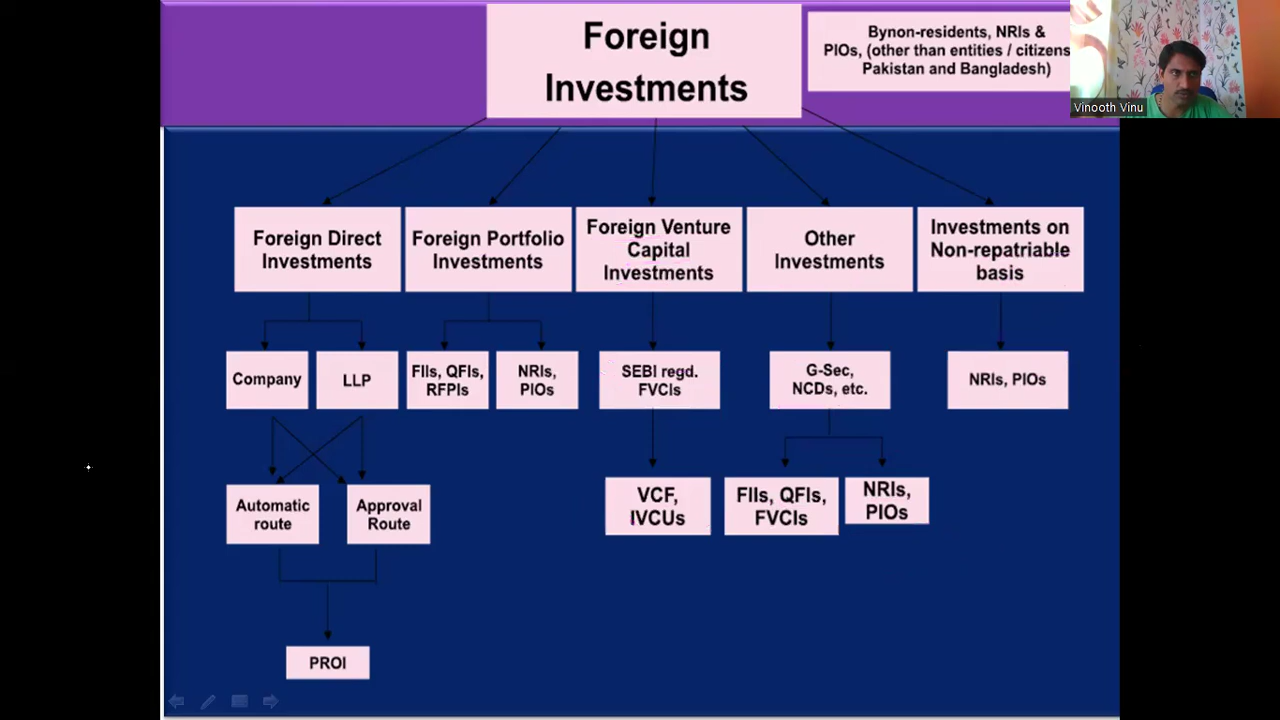 Foreign
Investments
Bynon-residents, NRIs &
PIOs, (other than entities / citizens
Pakistan and Bangladesh)
Vinooth Vinu
Foreign Direct
Investments
Foreign Portfolio
Investments
Foreign Venture
Capital
Investments
Other
Investments
Investments on
Non-repatriable
basis
Company
LLP
FIIs, QFIs,
RFPIs
NRIs,
PIOs
SEBI regd.
FVCIs
G-Sec,
NCDs, etc.
NRIs, PIOs
Automatic
route
Approval
Route
VCF,
IVCUs
FIIs, QFIs,
FVCIs
NRIs,
PIOs
PROI